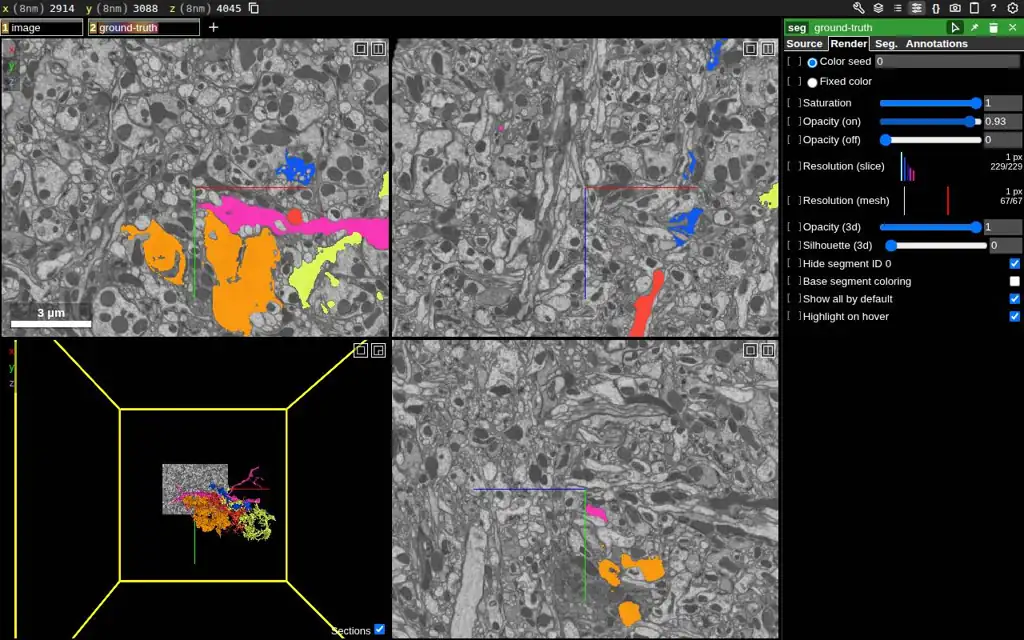 x (8nm) 2914 y (8nm) 3088 z (8nm) 4045
{} ?
1 image 2 ground-truth +
seg ground-truth
Source Render Seg. Annotations
[ ] Color seed 0
[ ] Fixed color
[ ] Saturation 1
[ ] Opacity (on) 0.93
[ ] Opacity (off) 0
[ ] Resolution (slice) 1 px
229/229
[ ] Resolution (mesh) 1 px
67/67
[ ] Opacity (3d) 1
[ ] Silhouette (3d) 0
[ ] Hide segment ID 0
[ ] Base segment coloring
[ ] Show all by default
[ ] Highlight on hover
x
y
z
3 µm
x
y
z
Sections